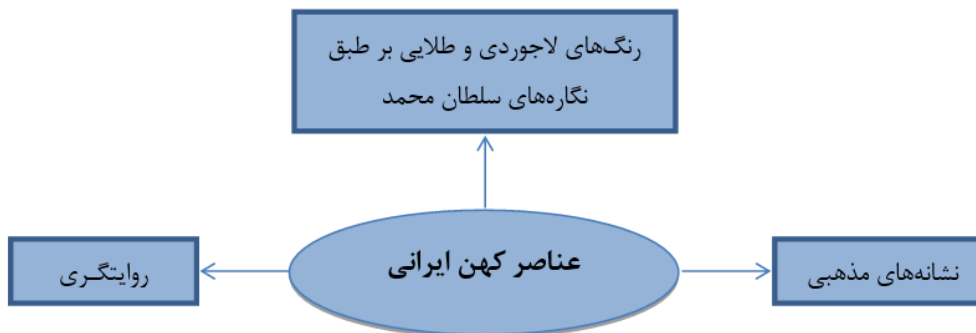 رنگ‌های لاجوردی و طلایی بر طبق
نگاره‌های سلطان محمد
عناصر کهن ایرانی
نشانه‌های مذهبی
روایتگـری